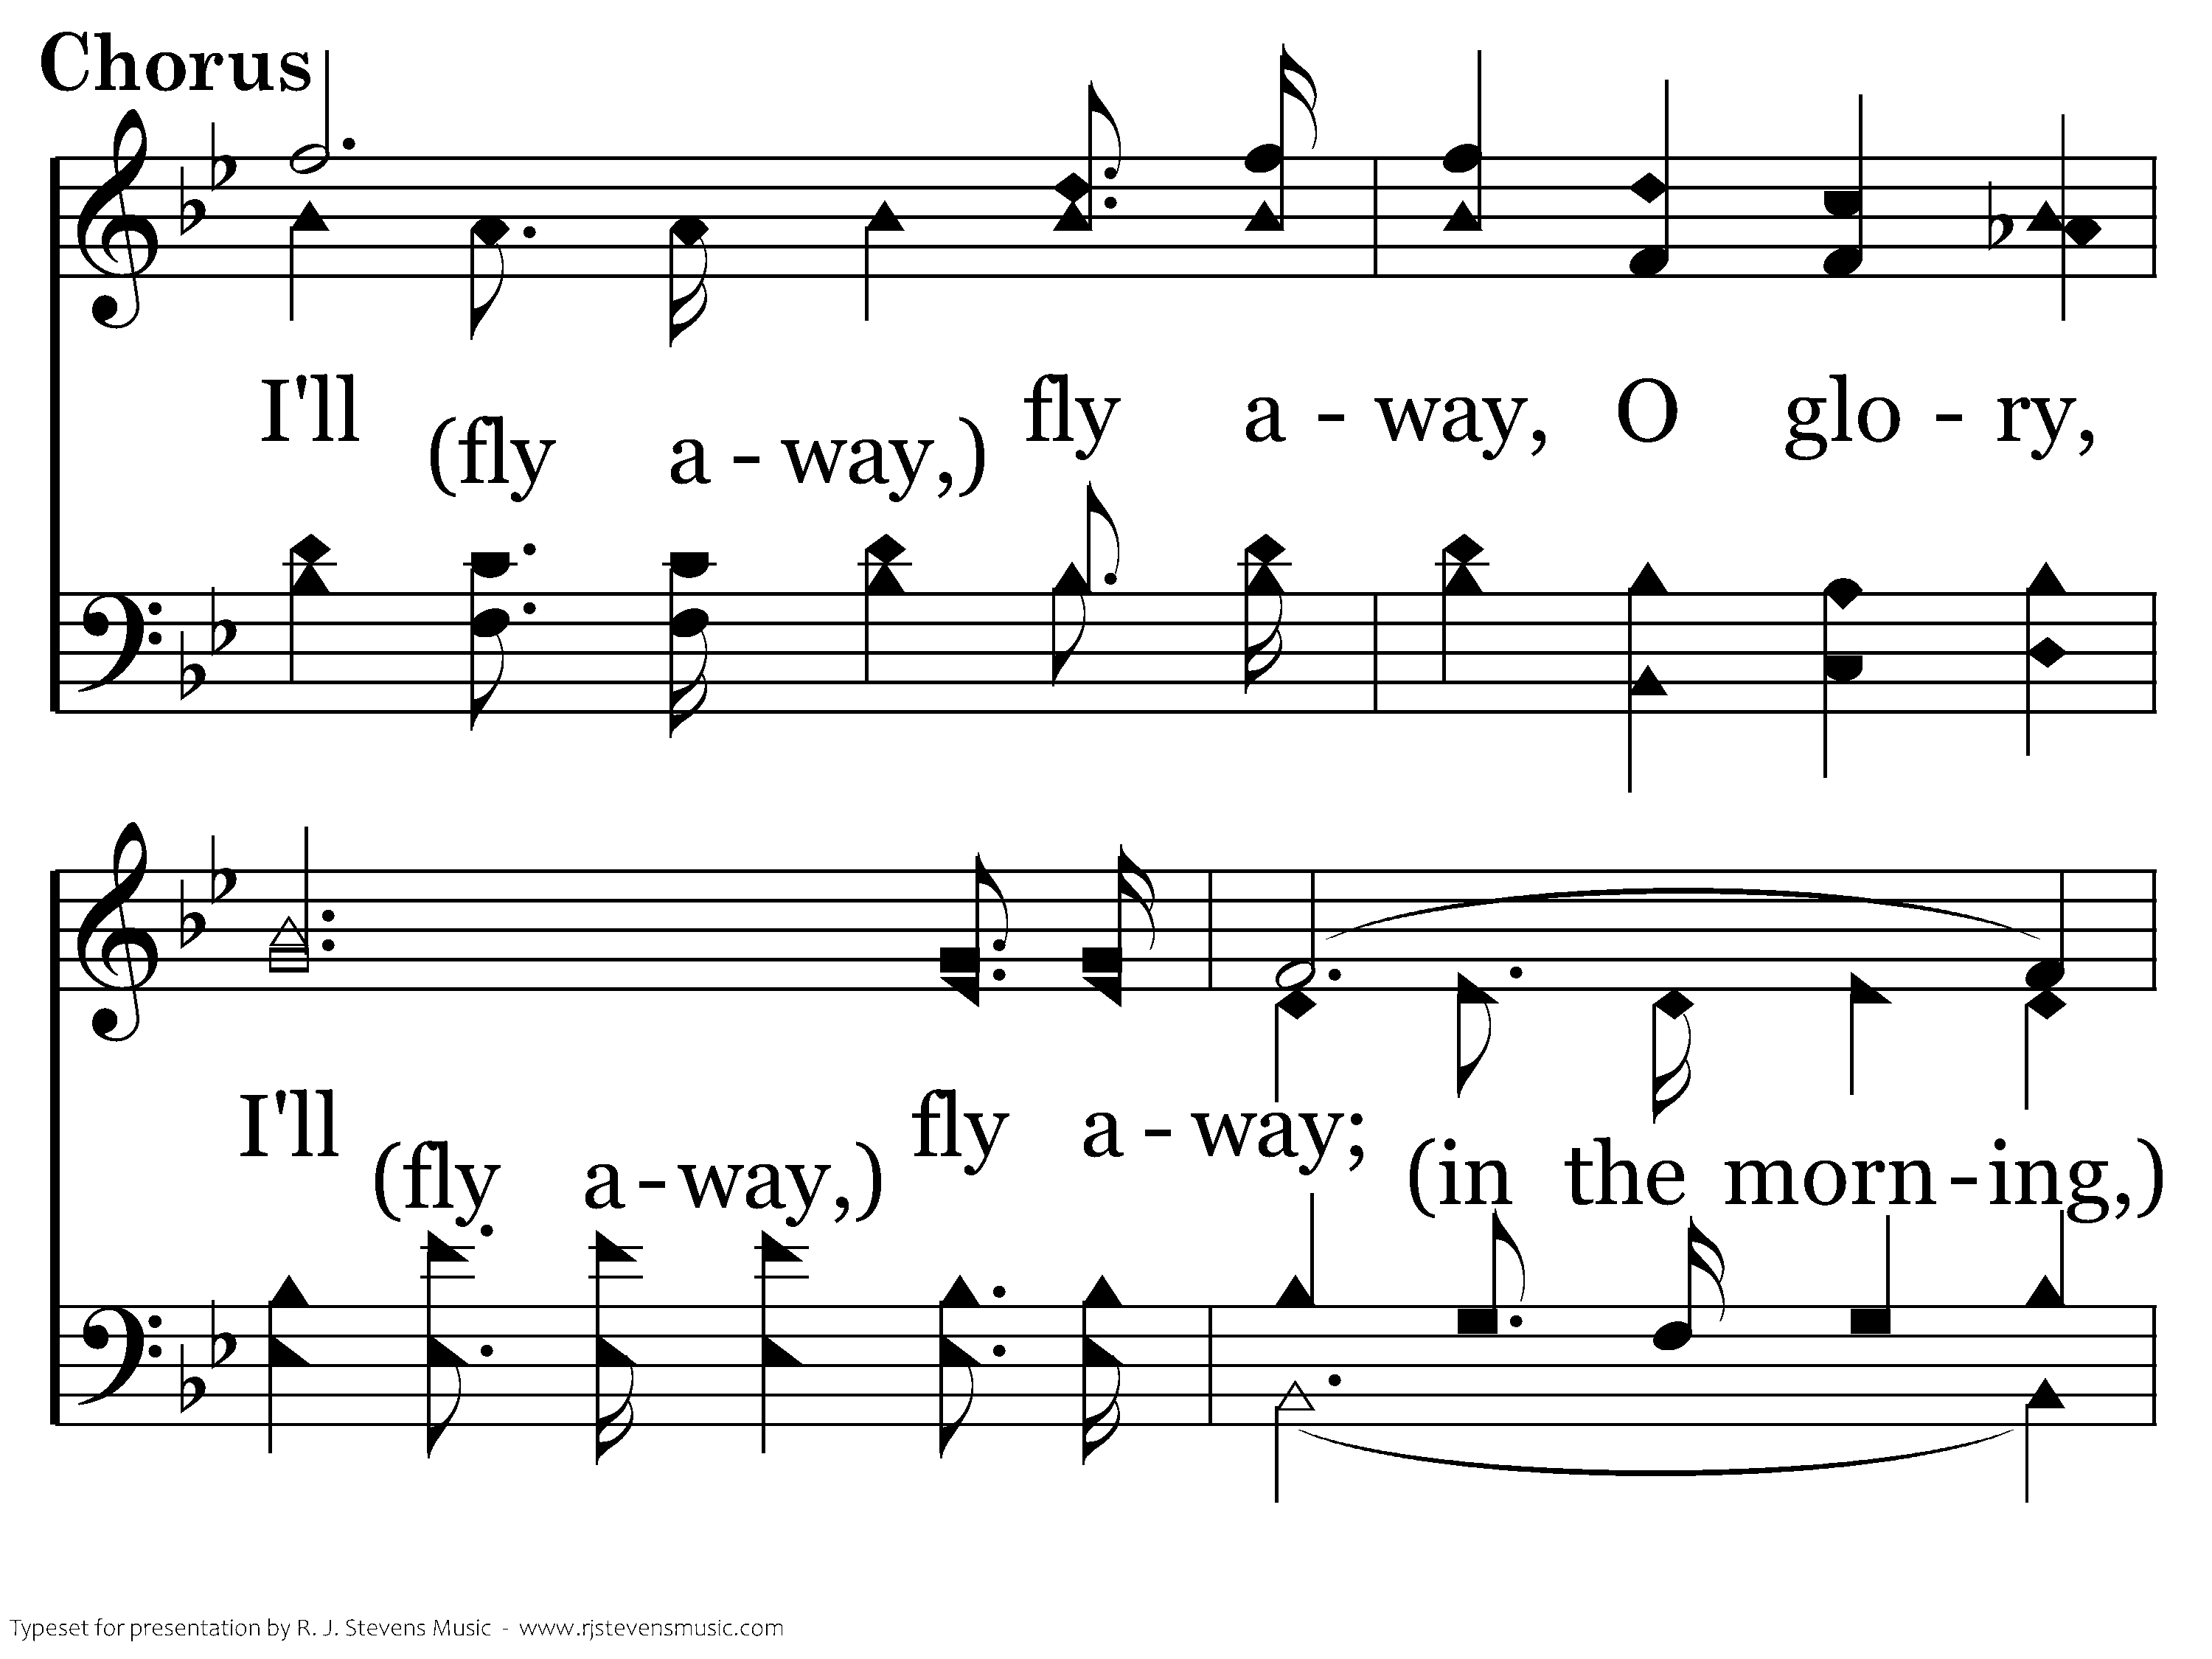 Chorus
I'll fly a - way, O glo - ry,
(fly a - way,)
I'll fly a - way;
(fly a - way,) (in the morn - ing,)
Typeset for presentation by R. J. Stevens Music - www.rjstevensmusic.com